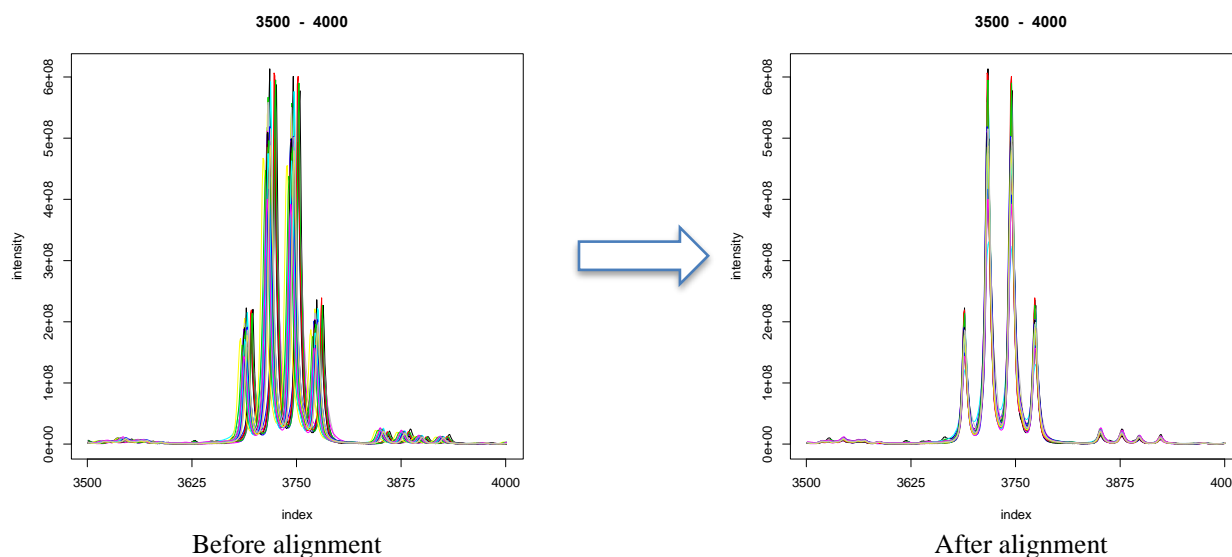 3500 - 4000
6e+08
5e+08
4e+08
3e+08
2e+08
1e+08
0e+00
intensity
3500 3625 3750 3875 4000
index
Before alignment
3500 - 4000
6e+08
5e+08
4e+08
3e+08
2e+08
1e+08
0e+00
intensity
3500 3625 3750 3875 400
index
After alignment